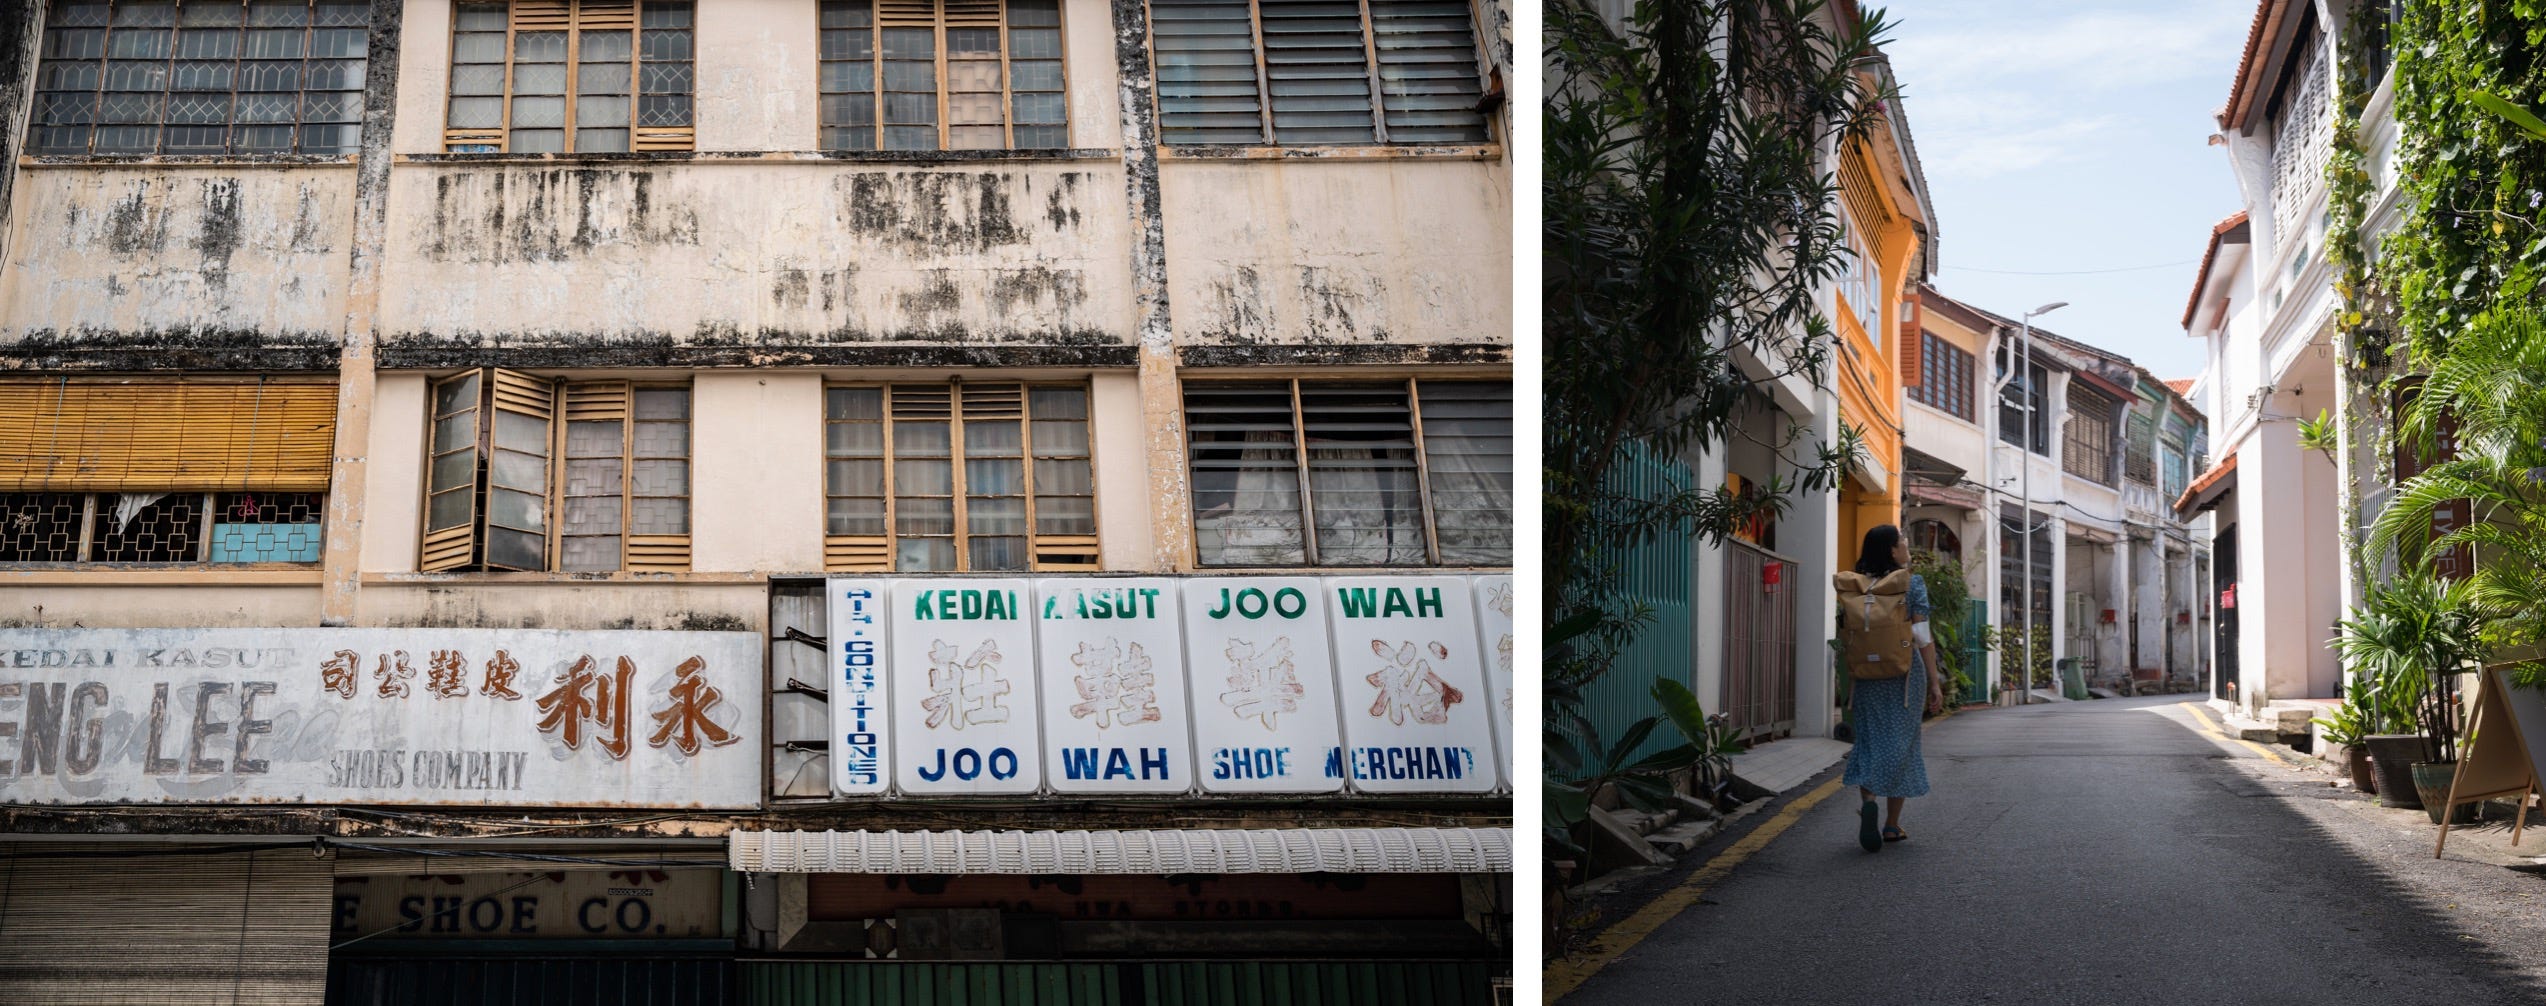 KEDAI KASUT
ENG LEE
司公鞋皮
利永
SHOES COMPANY
AIR-CONDITIONED
KEDAI KASUT JOO WAH
莊鞋華裕
JOO WAH SHOE MERCHANT
E SHOE CO.